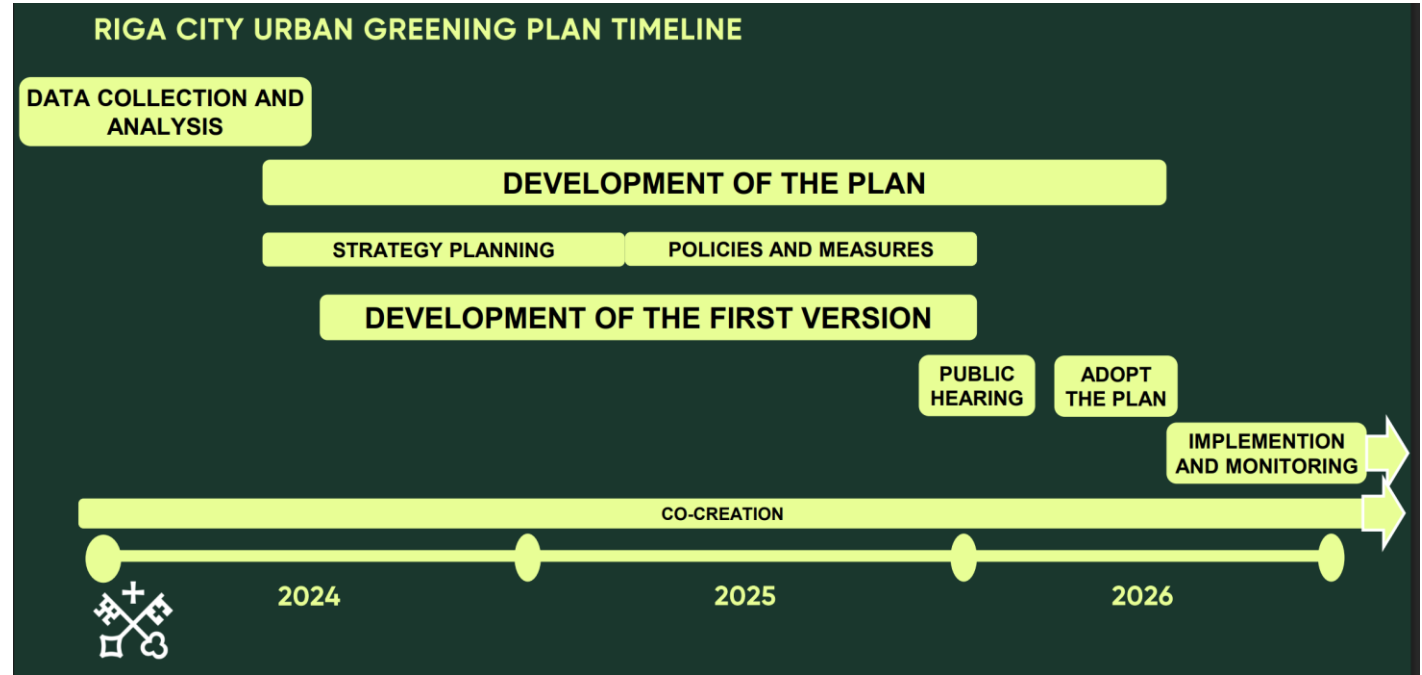 RIGA CITY URBAN GREENING PLAN TIMELINE
DATA COLLECTION AND
ANALYSIS
DEVELOPMENT OF THE PLAN
STRATEGY PLANNING
POLICIES AND MEASURES
DEVELOPMENT OF THE FIRST VERSION
PUBLIC
HEARING
ADOPT
THE PLAN
IMPLEMENTION
AND MONITORING
CO-CREATION
2024
2025
2026